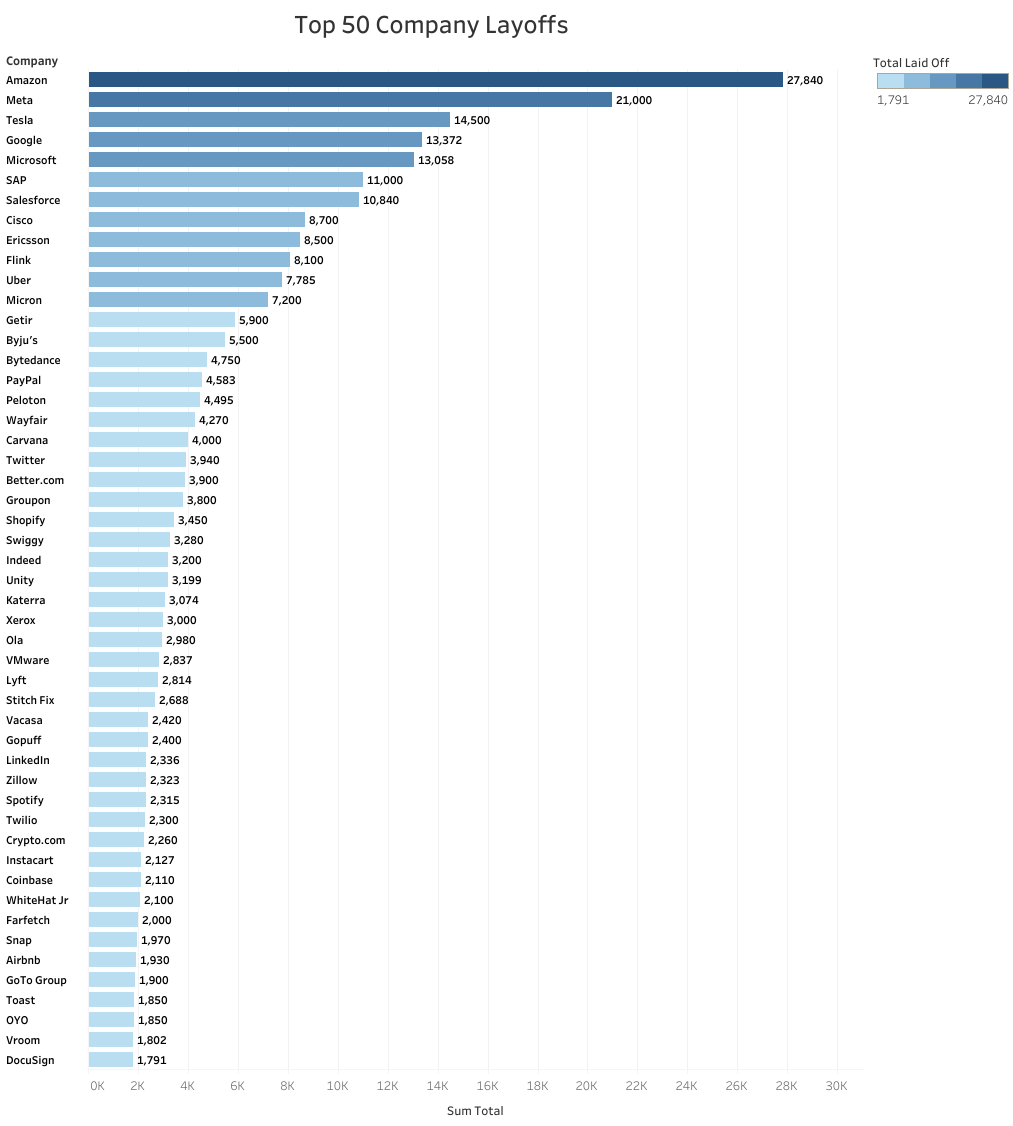 Top 50 Company Layoffs
Company
Total Laid Off
1,791 27,840
Amazon 27,840
Meta 21,000
Tesla 14,500
Google 13,372
Microsoft 13,058
SAP 11,000
Salesforce 10,840
Cisco 8,700
Ericsson 8,500
Flink 8,100
Uber 7,785
Micron 7,200
Getir 5,900
Byju's 5,500
Bytedance 4,750
PayPal 4,583
Peloton 4,495
Wayfair 4,270
Carvana 4,000
Twitter 3,940
Better.com 3,900
Groupon 3,800
Shopify 3,450
Swiggy 3,280
Indeed 3,200
Unity 3,199
Katerra 3,074
Xerox 3,000
Ola 2,980
VMware 2,837
Lyft 2,814
Stitch Fix 2,688
Vacasa 2,420
Gopuff 2,400
LinkedIn 2,336
Zillow 2,323
Spotify 2,315
Twilio 2,300
Crypto.com 2,260
Instacart 2,127
Coinbase 2,110
WhiteHat Jr 2,100
Farfetch 2,000
Snap 1,970
Airbnb 1,930
GoTo Group 1,900
Toast 1,850
OYO 1,850
Vroom 1,802
DocuSign 1,791
0K 2K 4K 6K 8K 10K 12K 14K 16K 18K 20K 22K 24K 26K 28K 30K
Sum Total